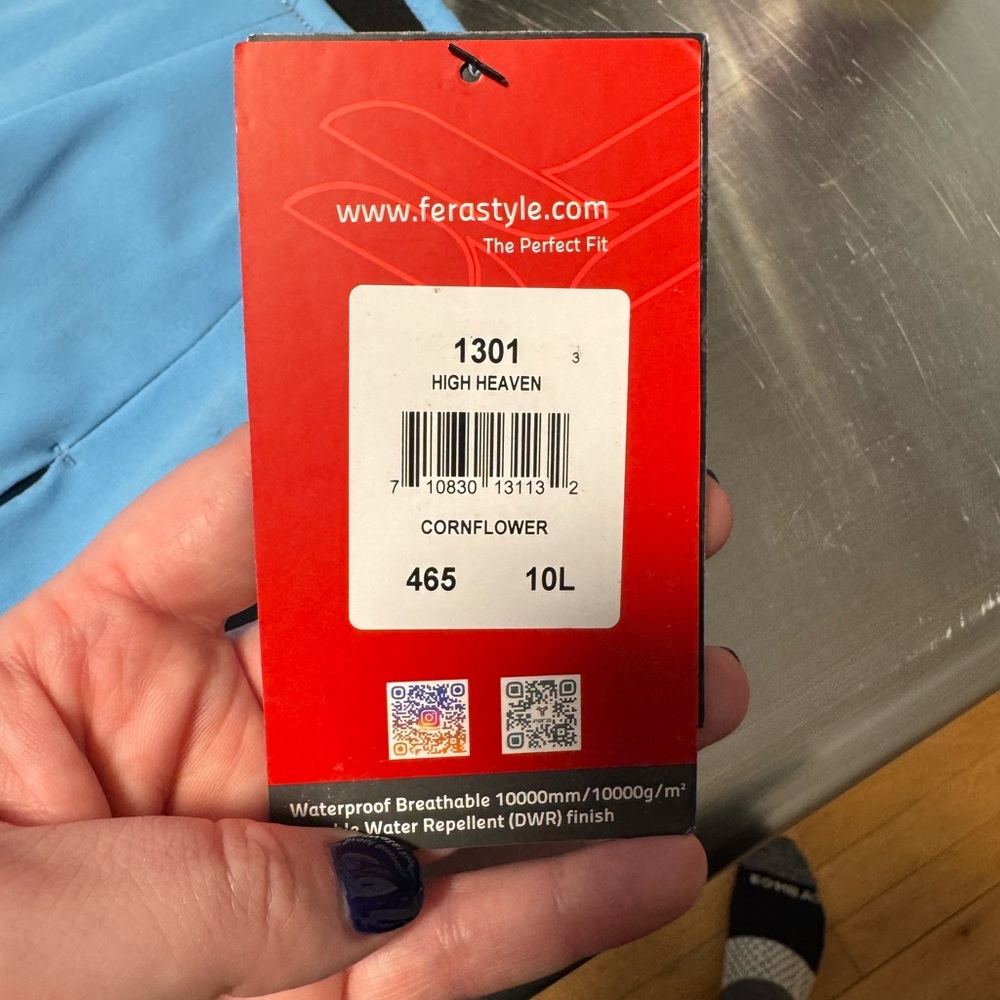 www.ferastyle.com
The Perfect Fit
1301 3
HIGH HEAVEN
7 10830 13113 2
CORNFLOWER
465 10L
Waterproof Breathable 10000mm/10000g/m²
Water Repellent (DWR) finish